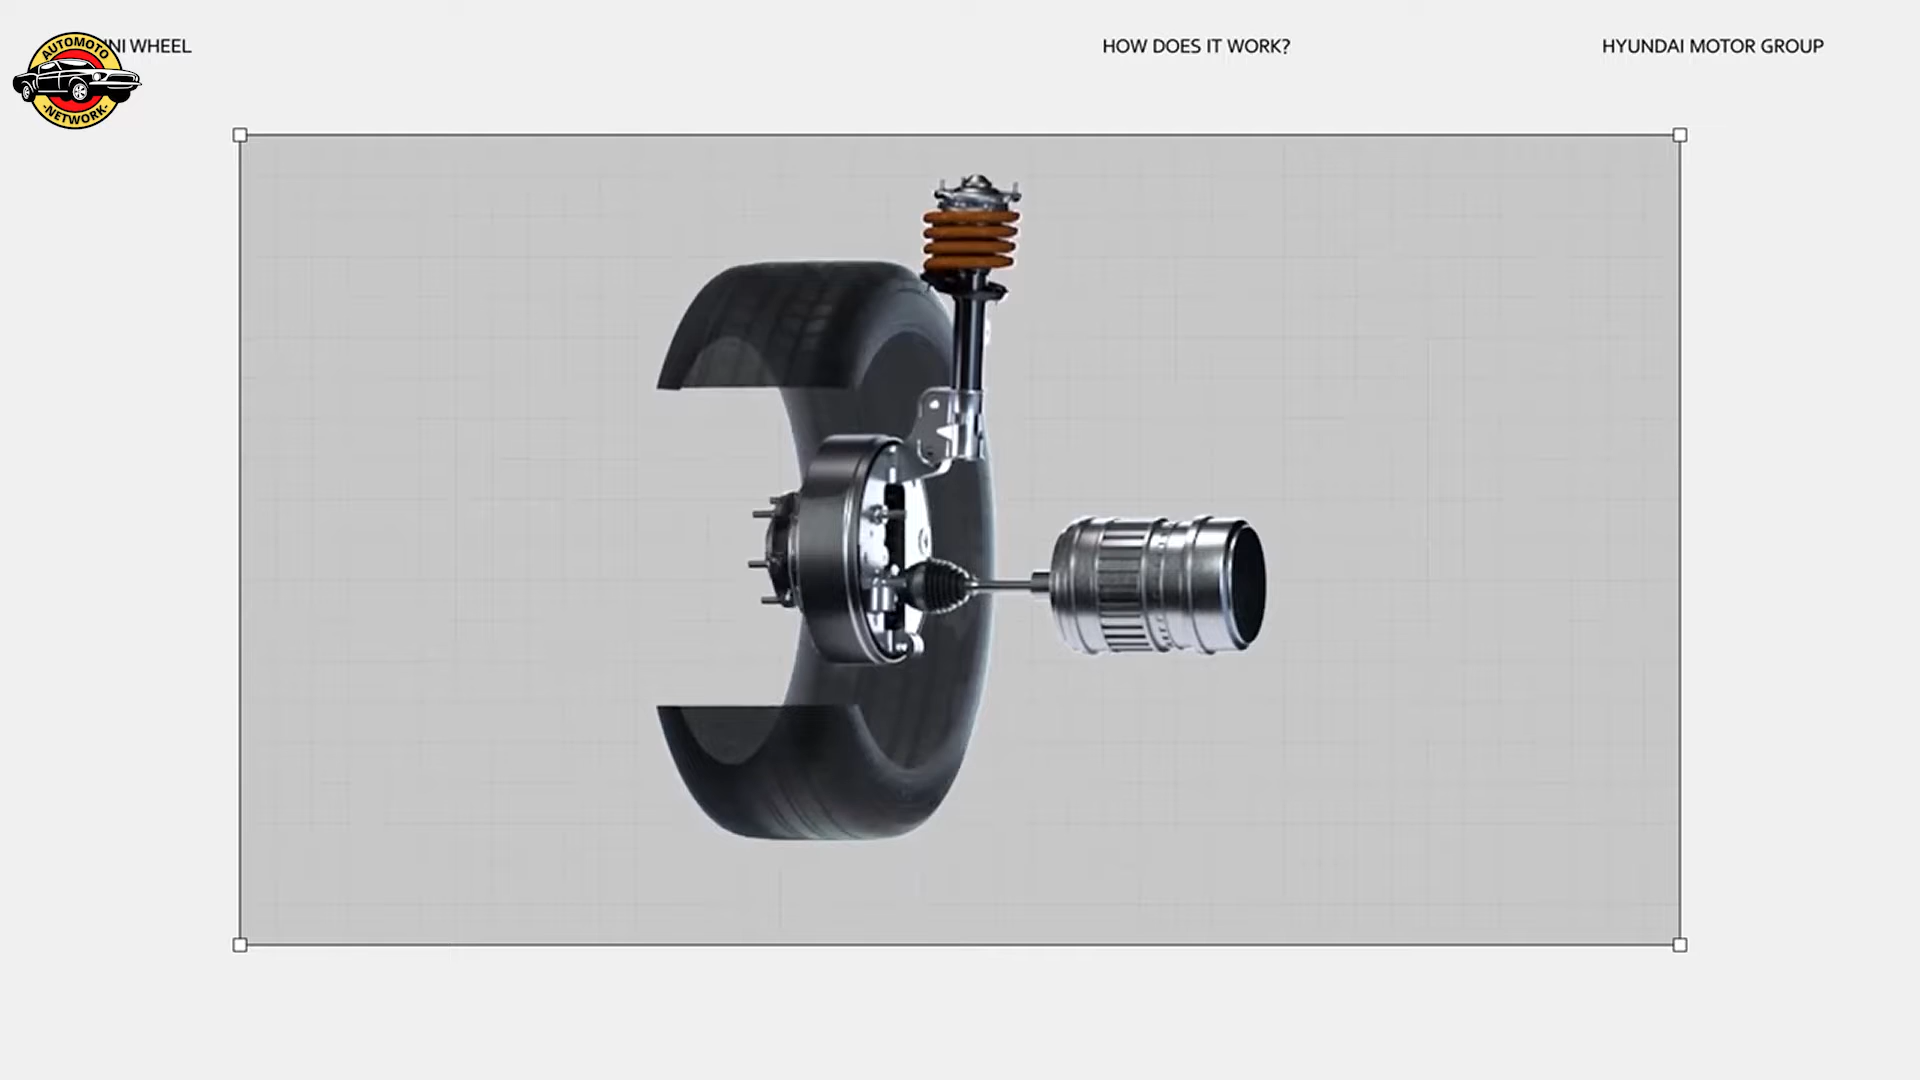 AUTOMOTO
-NETWORK-
NI WHEEL
HOW DOES IT WORK?
HYUNDAI MOTOR GROUP